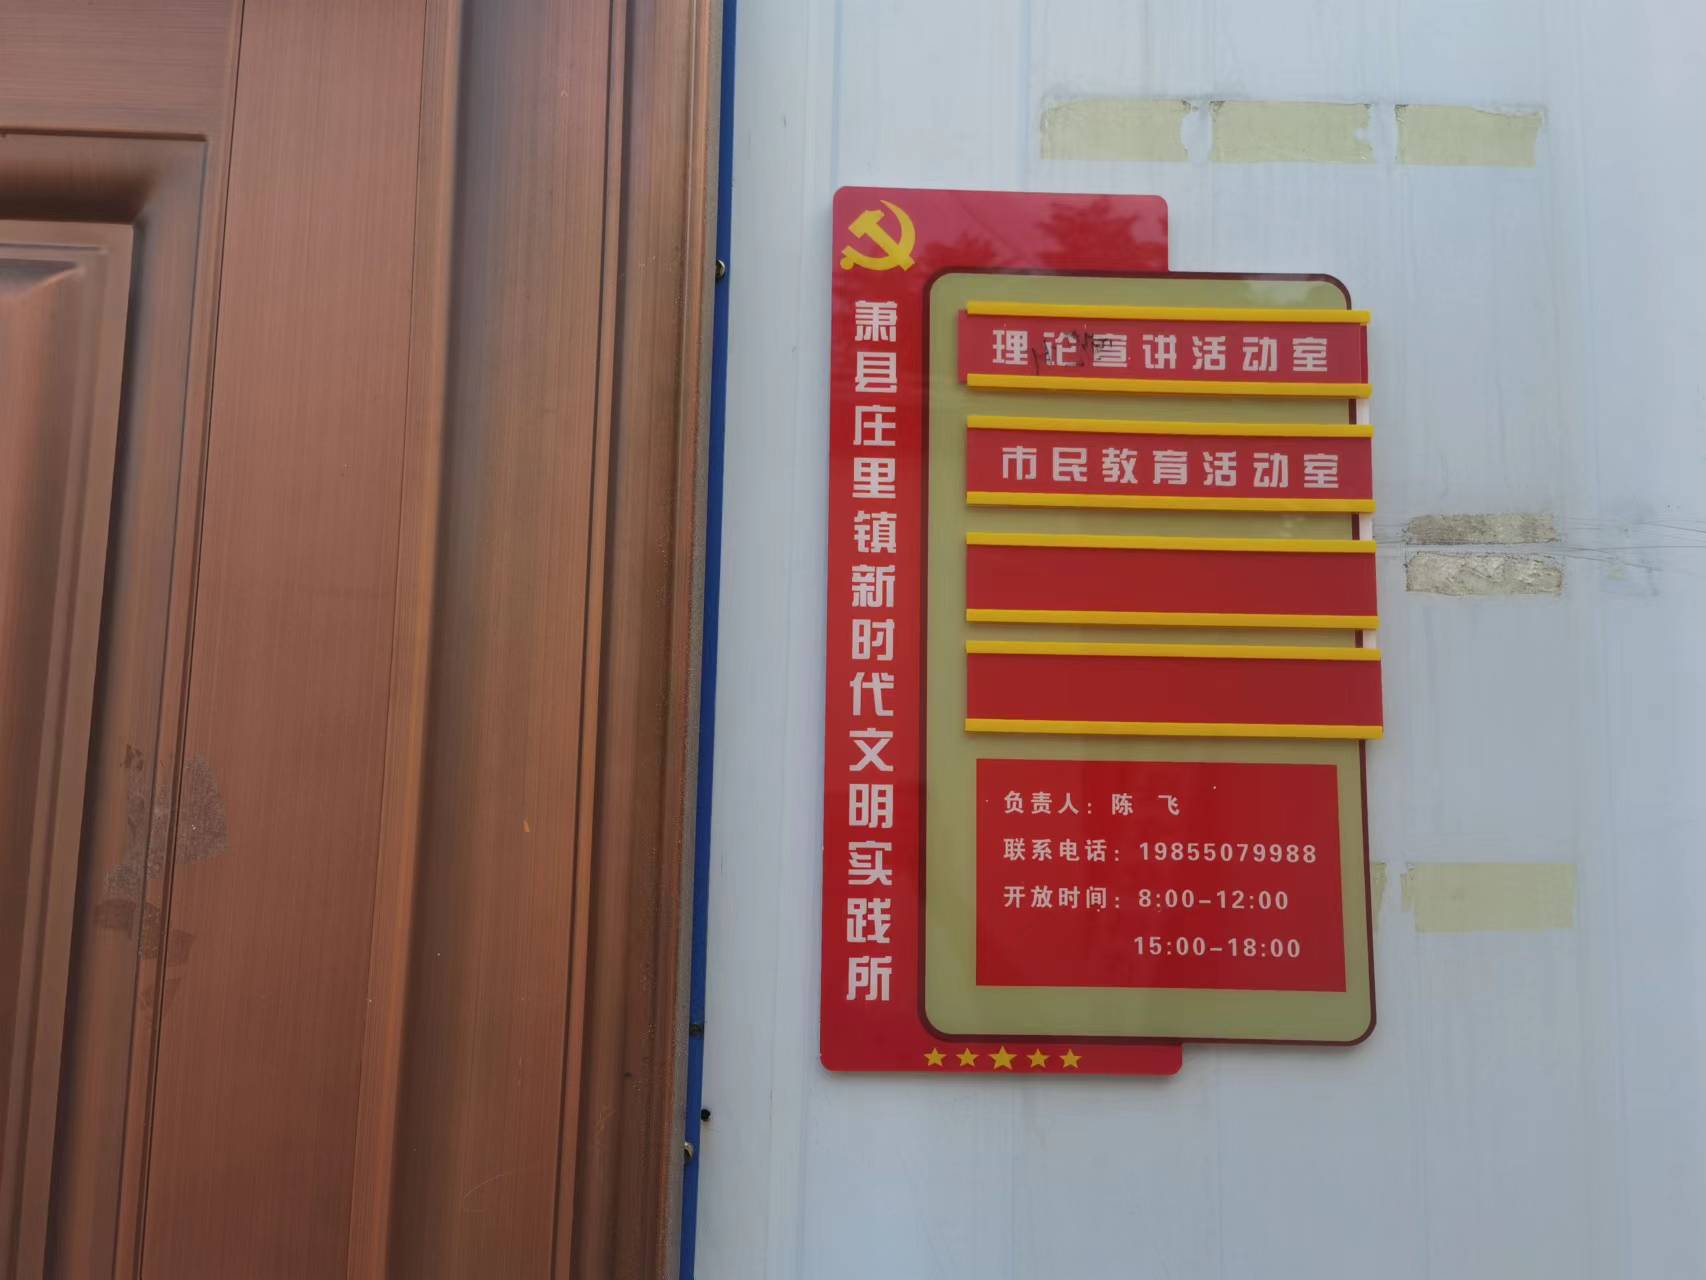 萧县庄里镇新时代文明实践所
理论宣讲活动室
市民教育活动室
负责人：陈 飞
联系电话：19855079988
开放时间：8:00-12:00
15:00-18:00